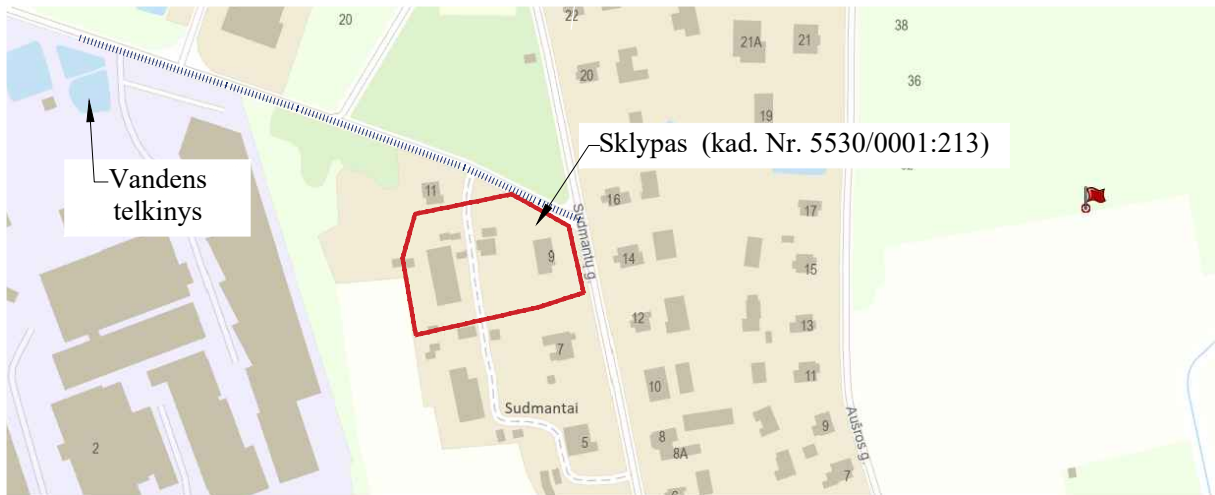 20
22
38
21A
21
20
36
19
Sklypas (kad. Nr. 5530/0001:213)
Vandens
telkinys
11
16
17
Sudmantų g.
9
14
15
12
13
7
11
10
Sudmantai
Aušros g.
9
2
5
8
8A
7